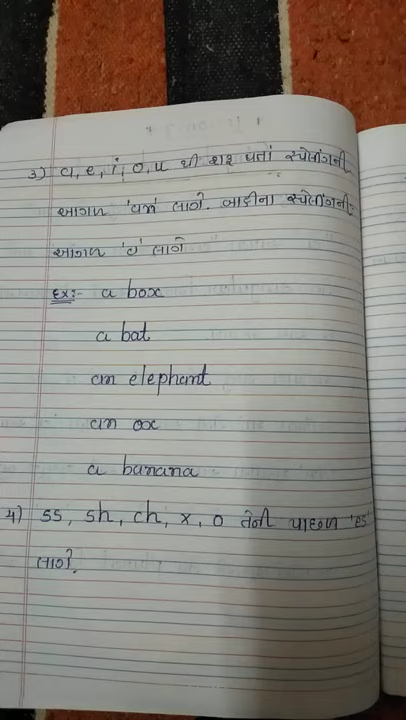 3) a, e, i, o, u થી શરૂ થતાં સ્પેલીંગની
આગળ 'an' લાગે. બાકીના સ્પેલીંગની
આગળ 'a' લાગે
Ex:- a box
a bat
an elephant
an ox
a banana
4) ss, sh, ch, x, o તેની પાછળ 'es'
લાગે.